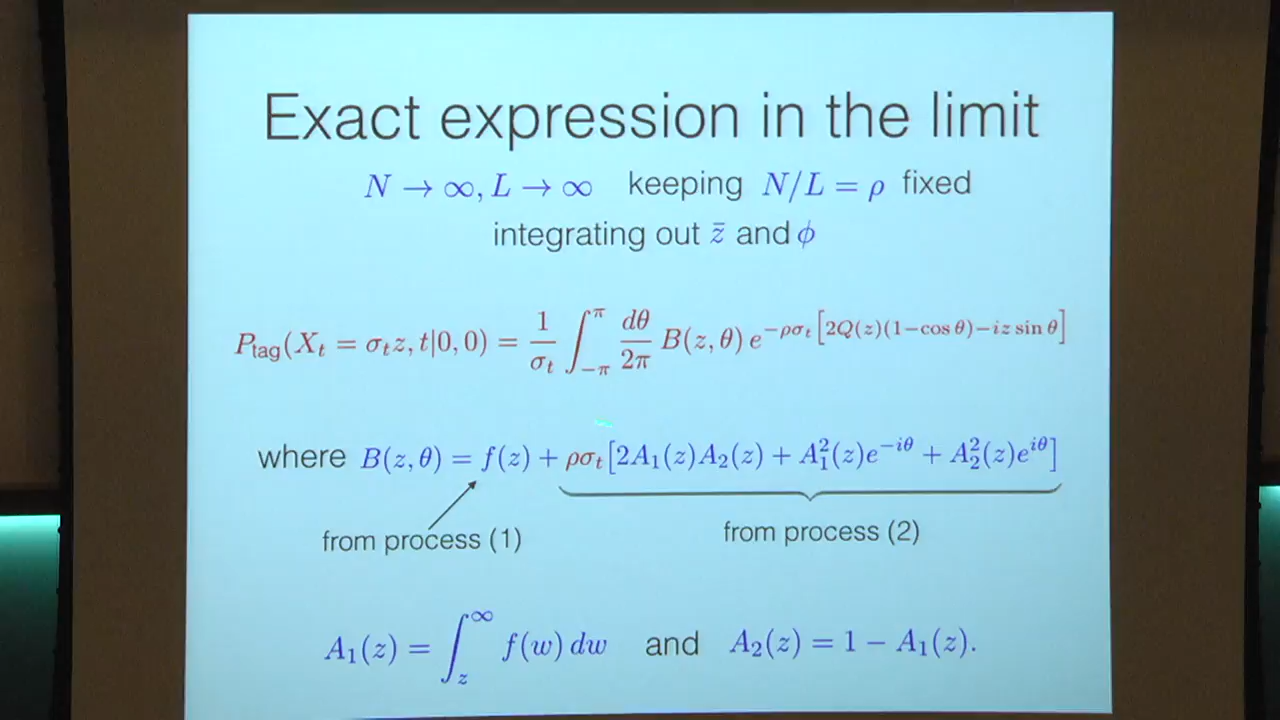 Exact expression in the limit
N → ∞, L → ∞ keeping N/L = ρ fixed
integrating out z̄ and ϕ
P_tag(X_t = σ_t z, t|0, 0) = \frac{1}{σ_t} ∫_{−π}^{π} \frac{dθ}{2π} B(z, θ) e^{−ρσ_t[2Q(z)(1−cos θ)−iz sin θ]}
where B(z, θ) = f(z) + ρσ_t[2A_1(z)A_2(z) + A_1^2(z)e^{−iθ} + A_2^2(z)e^{iθ}]
from process (1) from process (2)
A_1(z) = ∫_z^∞ f(w) dw and A_2(z) = 1 − A_1(z).